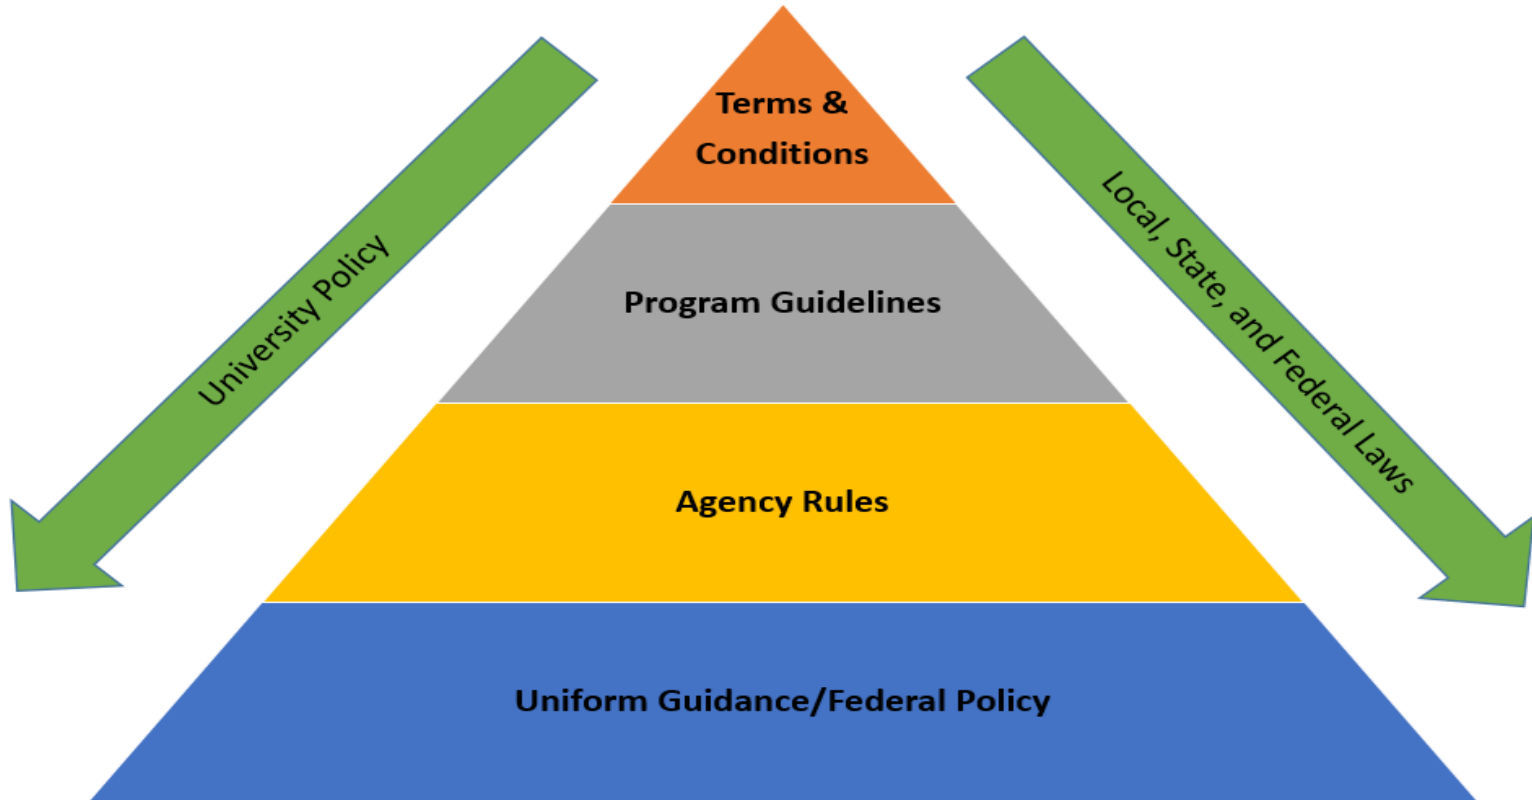 Terms &
Conditions
University Policy
Local, State, and Federal Laws
Program Guidelines
Agency Rules
Uniform Guidance/Federal Policy